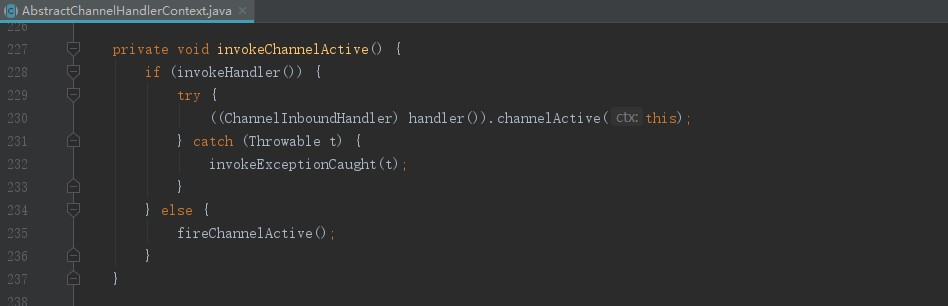 AbstractChannelHandlerContext.java ×
226
227 private void invokeChannelActive() {
228 if (invokeHandler()) {
229 try {
230 ((ChannelInboundHandler) handler()).channelActive( ctx: this);
231 } catch (Throwable t) {
232 invokeExceptionCaught(t);
233 }
234 } else {
235 fireChannelActive();
236 }
237 }
238